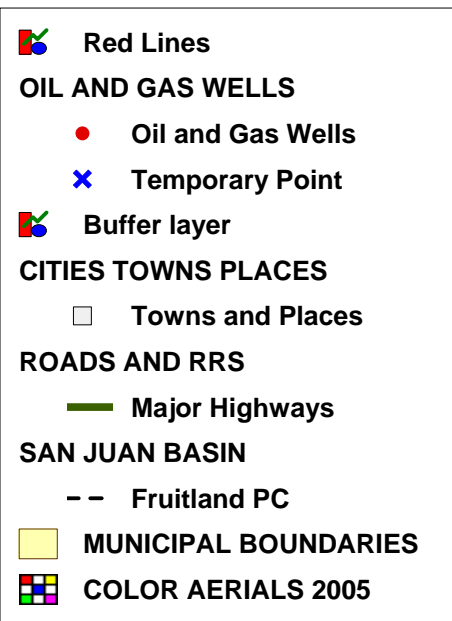 Red Lines
OIL AND GAS WELLS
Oil and Gas Wells
Temporary Point
Buffer layer
CITIES TOWNS PLACES
Towns and Places
ROADS AND RRS
Major Highways
SAN JUAN BASIN
Fruitland PC
MUNICIPAL BOUNDARIES
COLOR AERIALS 2005